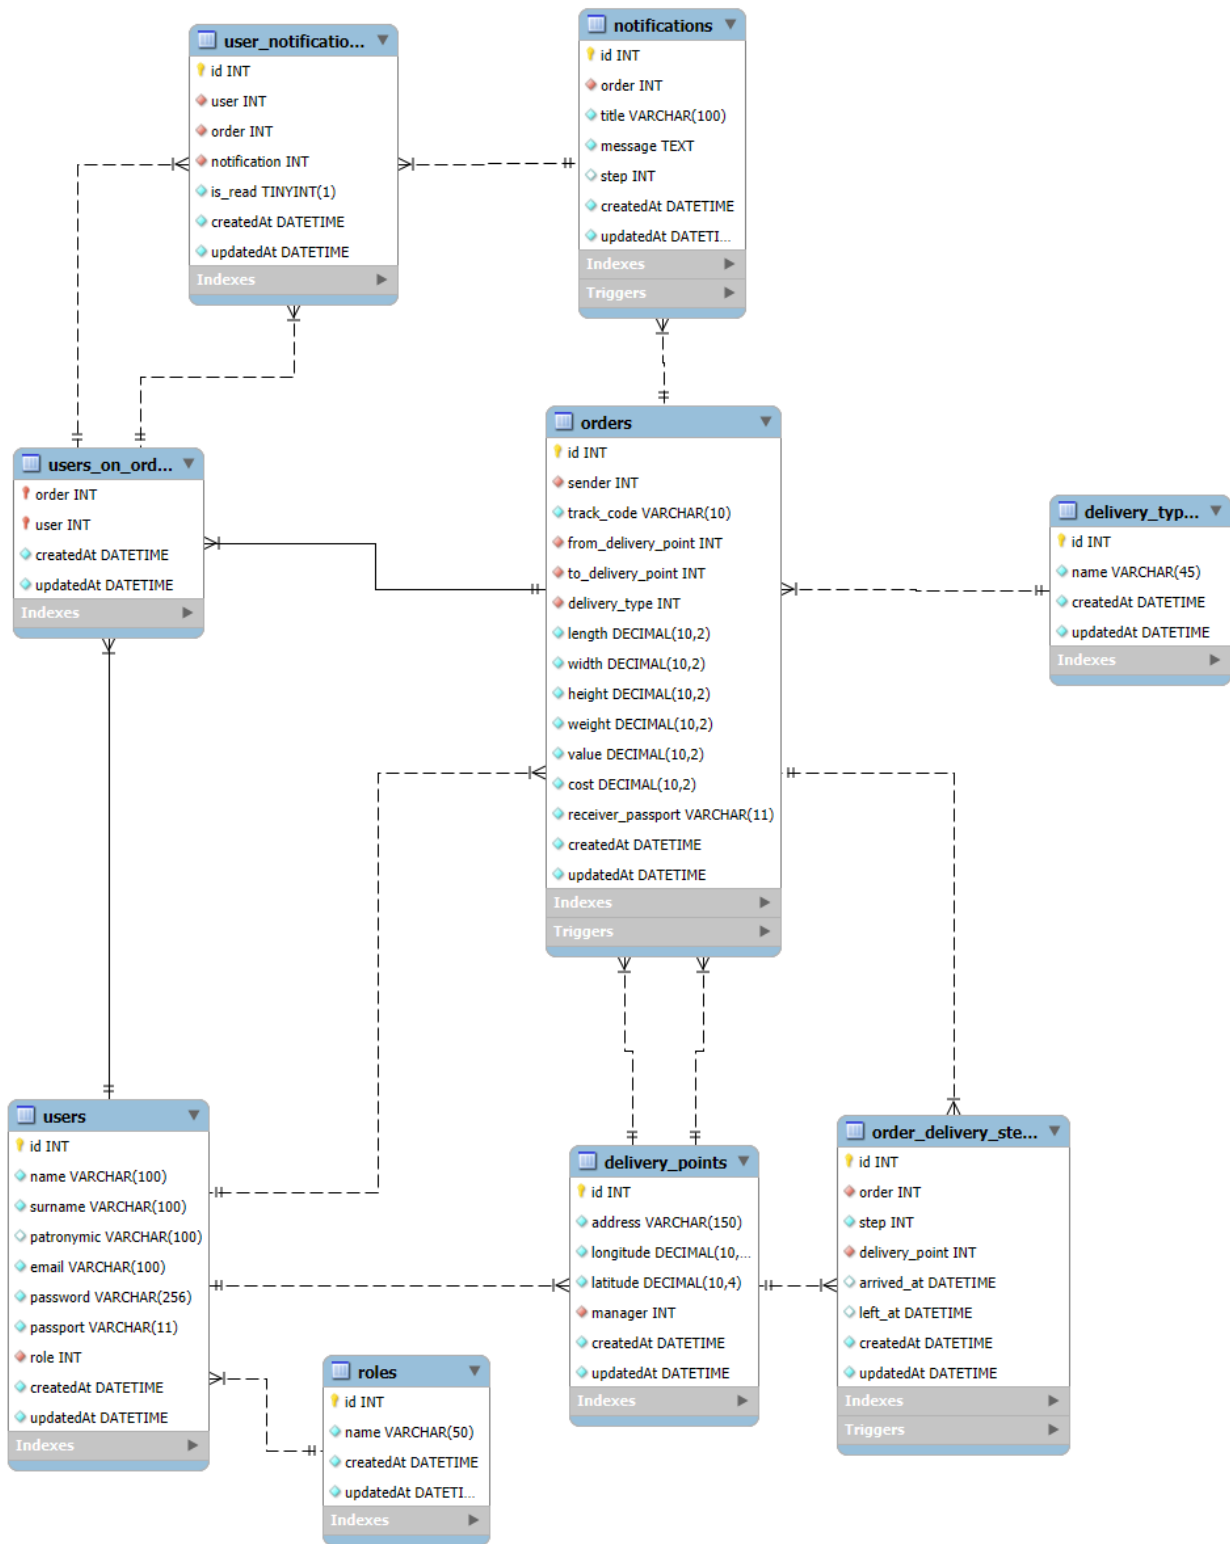 user_notificatio...
id INT
user INT
order INT
notification INT
is_read TINYINT(1)
createdAt DATETIME
updatedAt DATETIME
Indexes
notifications
id INT
order INT
title VARCHAR(100)
message TEXT
step INT
createdAt DATETIME
updatedAt DATETI...
Indexes
Triggers
users_on_ord...
order INT
user INT
createdAt DATETIME
updatedAt DATETIME
Indexes
orders
id INT
sender INT
track_code VARCHAR(10)
from_delivery_point INT
to_delivery_point INT
delivery_type INT
length DECIMAL(10,2)
width DECIMAL(10,2)
height DECIMAL(10,2)
weight DECIMAL(10,2)
value DECIMAL(10,2)
cost DECIMAL(10,2)
receiver_passport VARCHAR(11)
createdAt DATETIME
updatedAt DATETIME
Indexes
Triggers
delivery_typ...
id INT
name VARCHAR(45)
createdAt DATETIME
updatedAt DATETIME
Indexes
users
id INT
name VARCHAR(100)
surname VARCHAR(100)
patronymic VARCHAR(100)
email VARCHAR(100)
password VARCHAR(256)
passport VARCHAR(11)
role INT
createdAt DATETIME
updatedAt DATETIME
Indexes
roles
id INT
name VARCHAR(50)
createdAt DATETIME
updatedAt DATETI...
Indexes
delivery_points
id INT
address VARCHAR(150)
longitude DECIMAL(10,...
latitude DECIMAL(10,4)
manager INT
createdAt DATETIME
updatedAt DATETIME
Indexes
order_delivery_ste...
id INT
order INT
step INT
delivery_point INT
arrived_at DATETIME
left_at DATETIME
createdAt DATETIME
updatedAt DATETIME
Indexes
Triggers